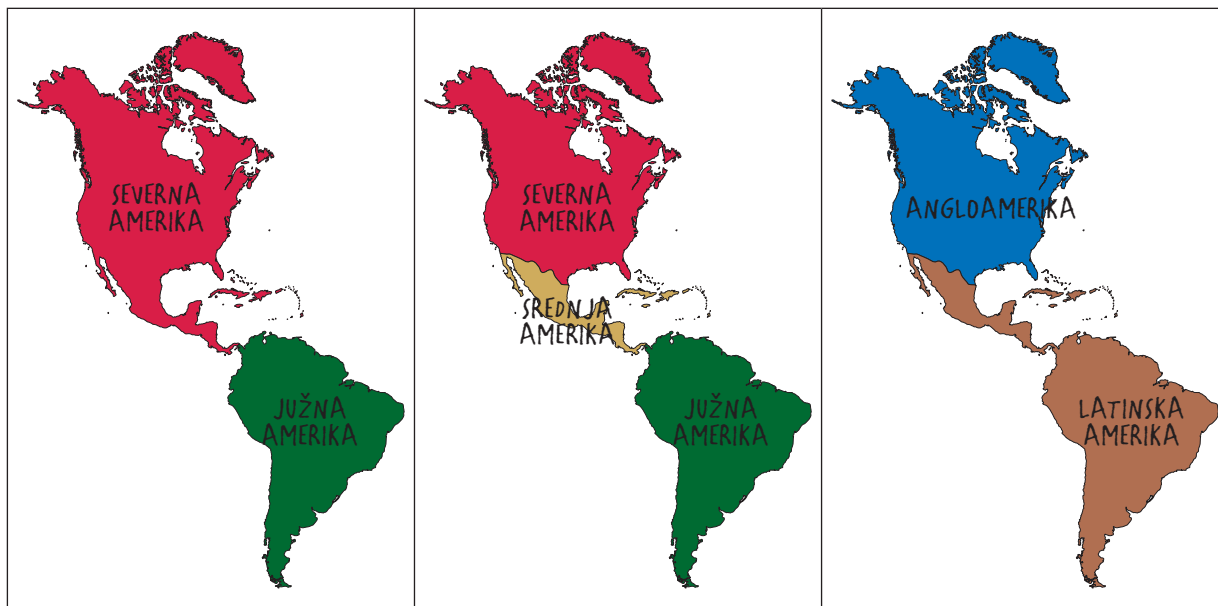 SEVERNA
AMERIKA
JUŽNA
AMERIKA
SEVERNA
AMERIKA
SREDNJA
AMERIKA
JUŽNA
AMERIKA
ANGLOAMERIKA
LATINSKA
AMERIKA